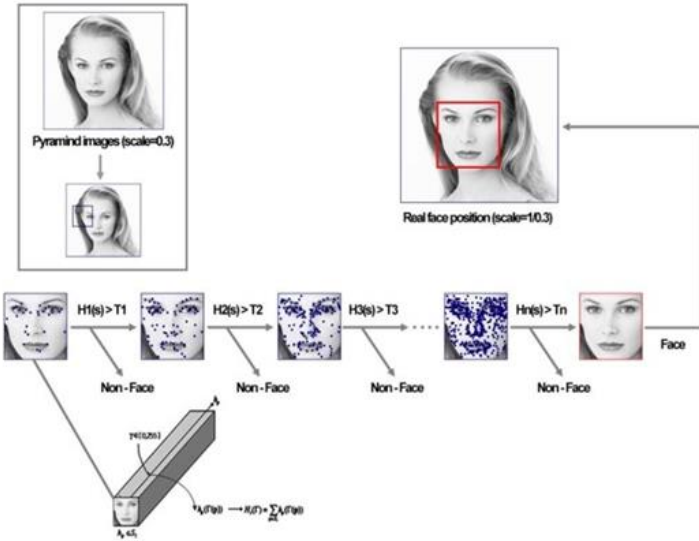 Pyramind images (scale=0.3)
Real face position (scale=1/0.3)
H1(s) > T1
H2(s) > T2
H3(s) > T3
Hn(s) > Tn
Face
Non - Face
Non - Face
Non - Face
Non - Face